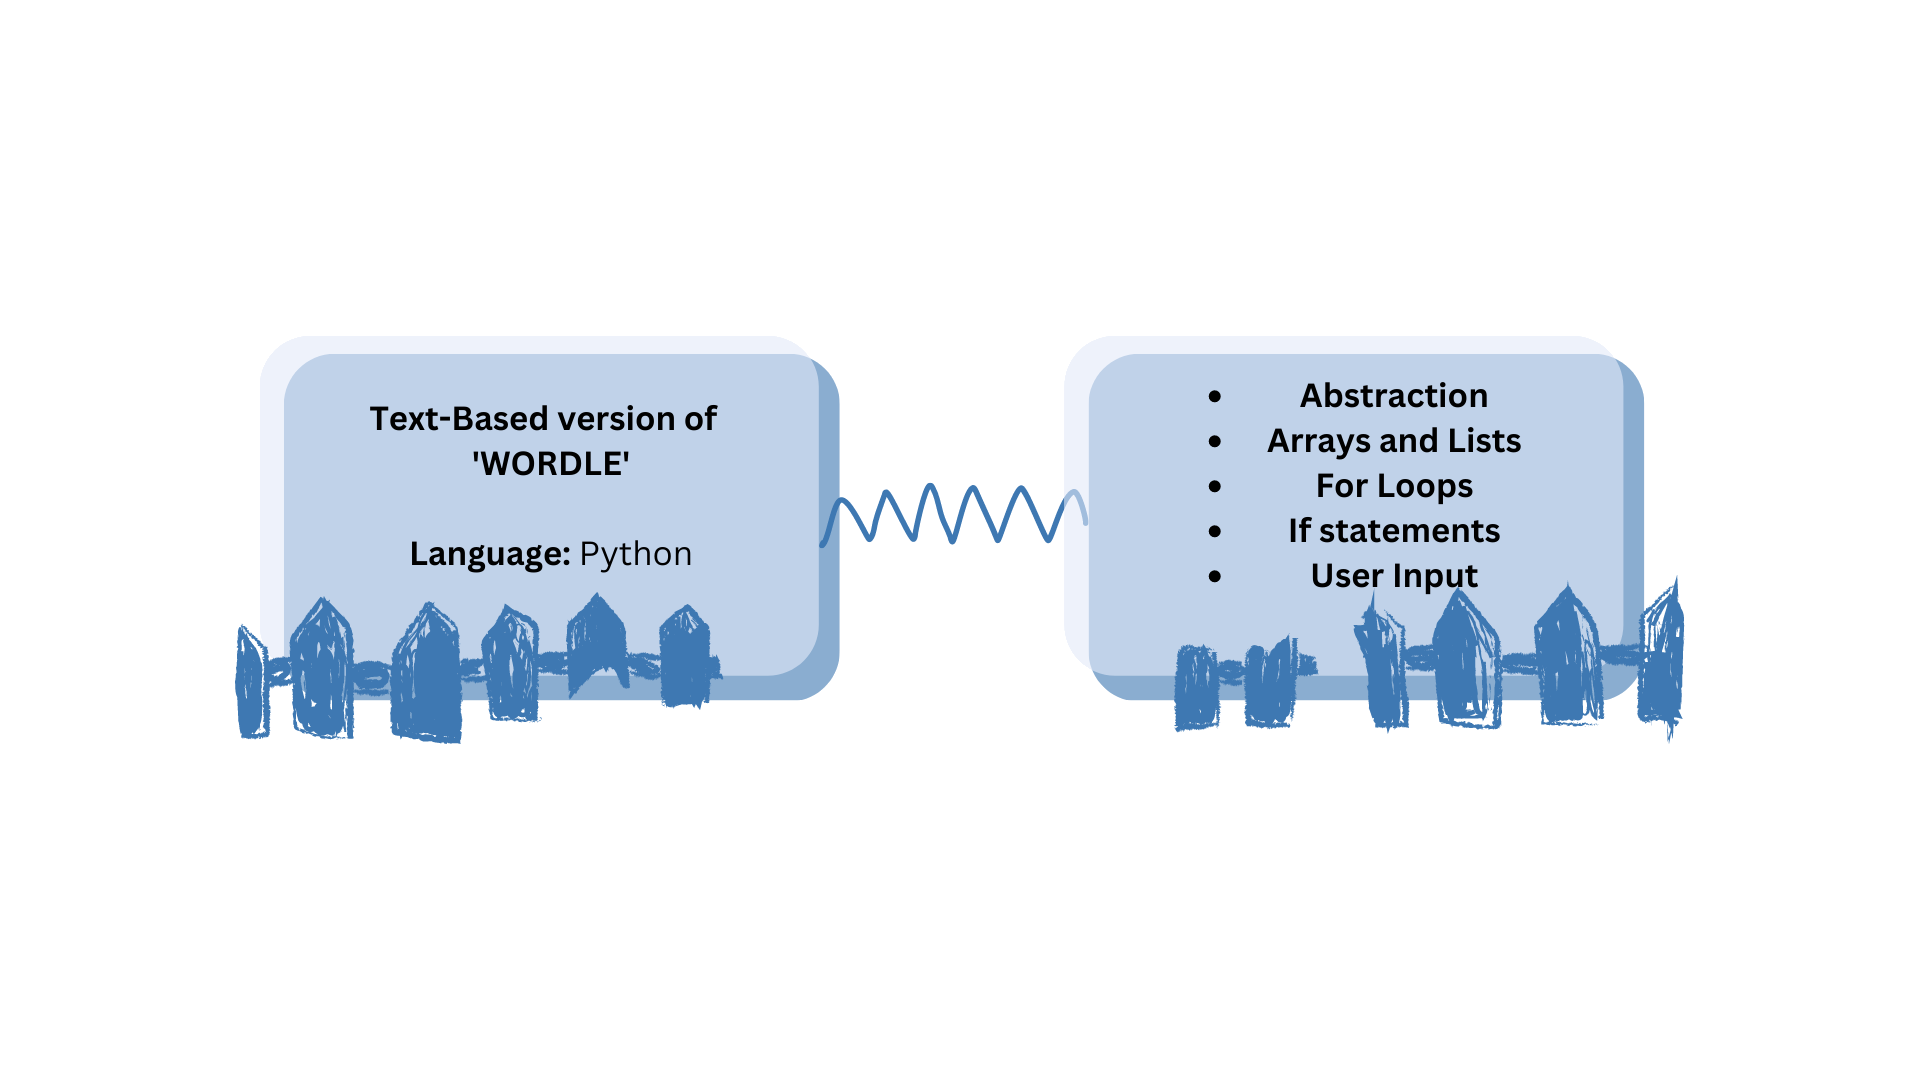 Text-Based version of
'WORDLE'
Language: Python
• Abstraction
• Arrays and Lists
• For Loops
• If statements
• User Input